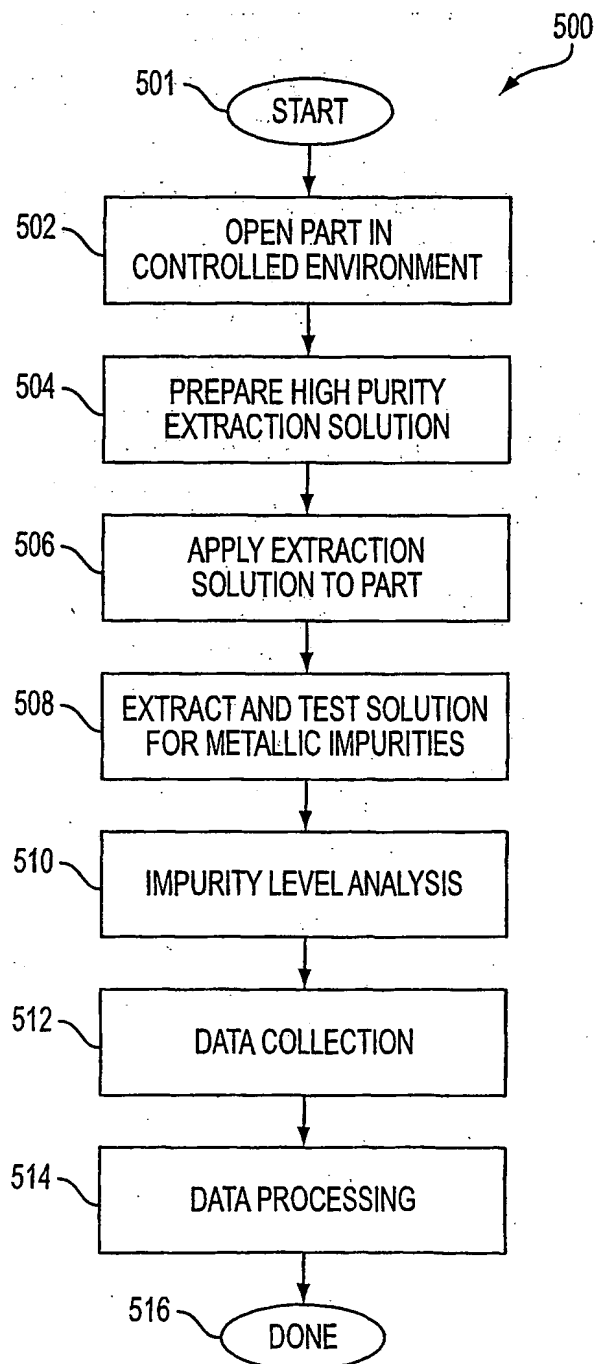 500
501
START
502
OPEN PART IN
CONTROLLED ENVIRONMENT
504
PREPARE HIGH PURITY
EXTRACTION SOLUTION
506
APPLY EXTRACTION
SOLUTION TO PART
508
EXTRACT AND TEST SOLUTION
FOR METALLIC IMPURITIES
510
IMPURITY LEVEL ANALYSIS
512
DATA COLLECTION
514
DATA PROCESSING
516
DONE